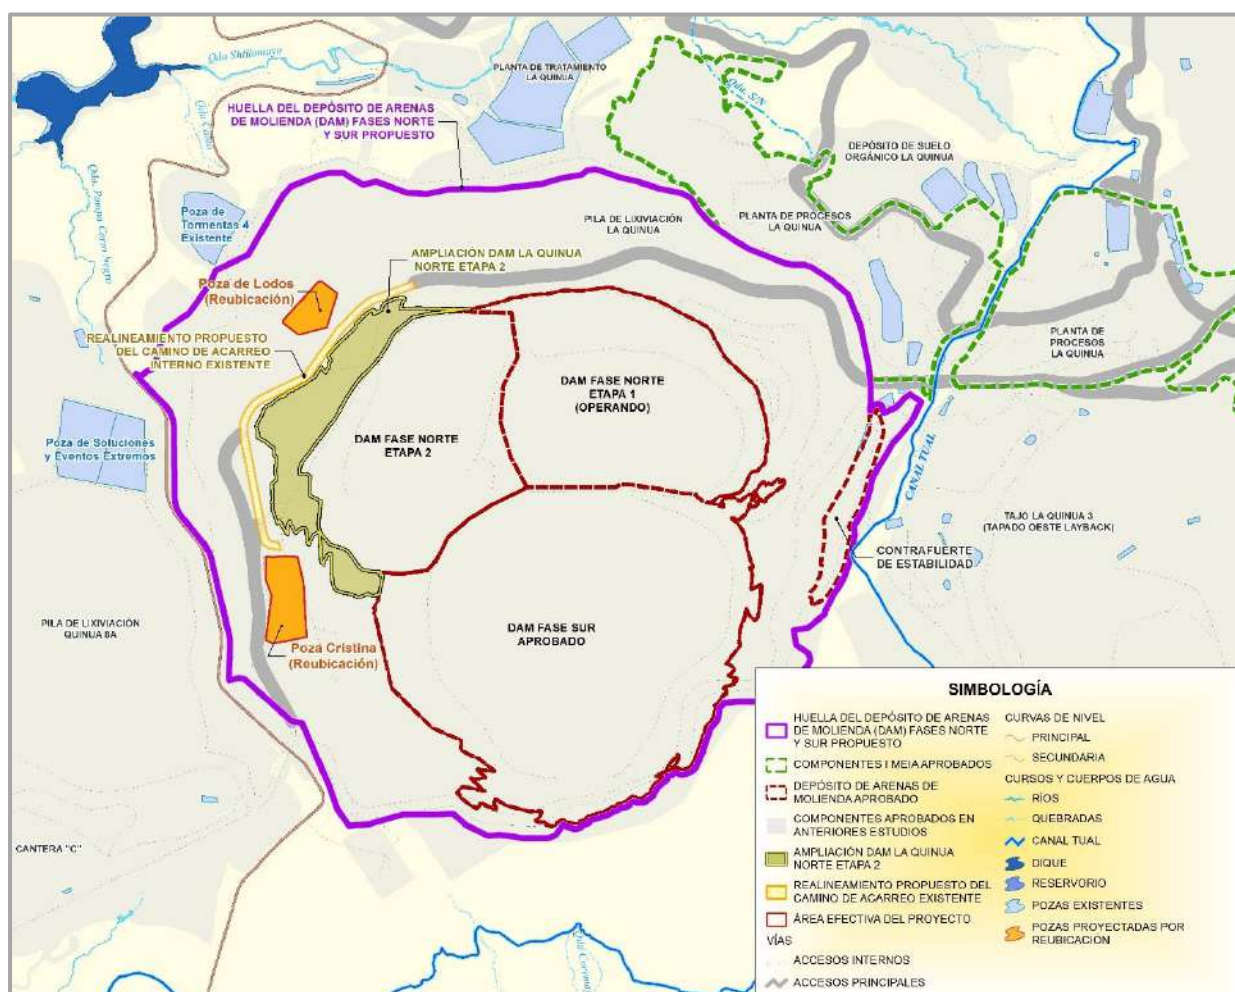 Qda Shillamayo
PLANTA DE TRATAMIENTO
LA QUINUA
Qda. S/N
HUELLA DEL DEPÓSITO DE ARENAS
DE MOLIENDA (DAM) FASES NORTE
Y SUR PROPUESTO
DEPÓSITO DE SUELO
ORGÁNICO LA QUINUA
Qda. Pampa Cerro Negro
Poza de
Tormentas 4
Existente
PILA DE LIXIVIACIÓN
LA QUINUA
PLANTA DE PROCESOS
LA QUINUA
AMPLIACIÓN DAM LA QUINUA
NORTE ETAPA 2
Poza de Lodos
(Reubicación)
REALINEAMIENTO PROPUESTO
DEL CAMINO DE ACARREO
INTERNO EXISTENTE
PLANTA DE
PROCESOS
LA QUINUA
DAM FASE NORTE
ETAPA 1
(OPERANDO)
DAM FASE NORTE
ETAPA 2
Poza de Soluciones
y Eventos Extremos
CANAL TUAL
TAJO LA QUINUA 3
(TAPADO OESTE LAYBACK)
CONTRAFUERTE
DE ESTABILIDAD
PILA DE LIXIVIACIÓN
QUINUA 8A
DAM FASE SUR
APROBADO
Poza Cristina
(Reubicación)
CANTERA "C"
SIMBOLOGÍA
HUELLA DEL DEPÓSITO DE ARENAS
DE MOLIENDA (DAM) FASES NORTE
Y SUR PROPUESTO
COMPONENTES I MEIA APROBADOS
DEPÓSITO DE ARENAS DE
MOLIENDA APROBADO
COMPONENTES APROBADOS EN
ANTERIORES ESTUDIOS
AMPLIACIÓN DAM LA QUINUA
NORTE ETAPA 2
REALINEAMIENTO PROPUESTO DEL
CAMINO DE ACARREO EXISTENTE
ÁREA EFECTIVA DEL PROYECTO
VÍAS
ACCESOS INTERNOS
ACCESOS PRINCIPALES
CURVAS DE NIVEL
PRINCIPAL
SECUNDARIA
CURSOS Y CUERPOS DE AGUA
RÍOS
QUEBRADAS
CANAL TUAL
DIQUE
RESERVORIO
POZAS EXISTENTES
POZAS PROYECTADAS POR
REUBICACIÓN